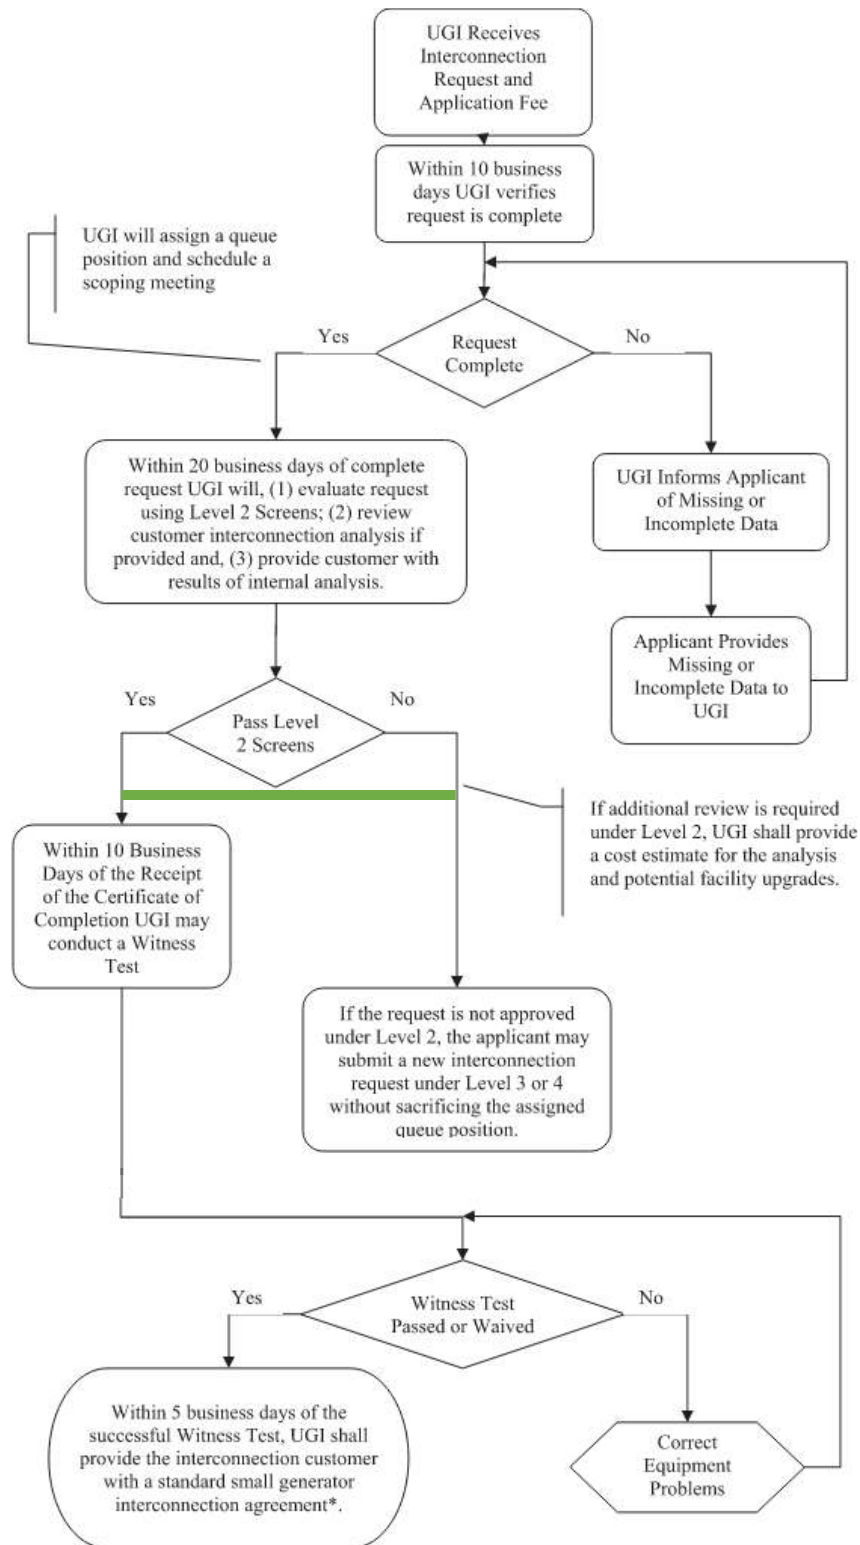 UGI Receives
Interconnection
Request and
Application Fee
Within 10 business
days UGI verifies
request is complete
UGI will assign a queue
position and schedule a
scoping meeting
Yes
Request
Complete
No
Within 20 business days of complete
request UGI will, (1) evaluate request
using Level 2 Screens; (2) review
customer interconnection analysis if
provided and, (3) provide customer with
results of internal analysis.
UGI Informs Applicant
of Missing or
Incomplete Data
Applicant Provides
Missing or
Incomplete Data to
UGI
Yes
Pass Level
2 Screens
No
If additional review is required
under Level 2, UGI shall provide
a cost estimate for the analysis
and potential facility upgrades.
Within 10 Business
Days of the Receipt
of the Certificate of
Completion UGI may
conduct a Witness
Test
If the request is not approved
under Level 2, the applicant may
submit a new interconnection
request under Level 3 or 4
without sacrificing the assigned
queue position.
Yes
Witness Test
Passed or Waived
No
Within 5 business days of the
successful Witness Test, UGI shall
provide the interconnection customer
with a standard small generator
interconnection agreement*.
Correct
Equipment
Problems